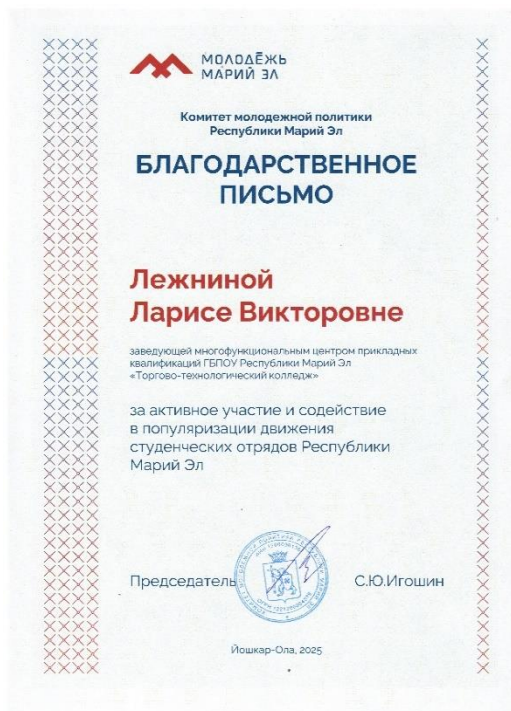 МОЛОДЁЖЬ
МАРИЙ ЭЛ
Комитет молодежной политики
Республики Марий Эл
БЛАГОДАРСТВЕННОЕ
ПИСЬМО
Лежниной
Ларисе Викторовне
заведующей многофункциональным центром прикладных
квалификаций ГБПОУ Республики Марий Эл
«Торгово-технологический колледж»
за активное участие и содействие
в популяризации движения
студенческих отрядов Республики
Марий Эл
Председатель С.Ю.Игошин
Йошкар-Ола, 2025